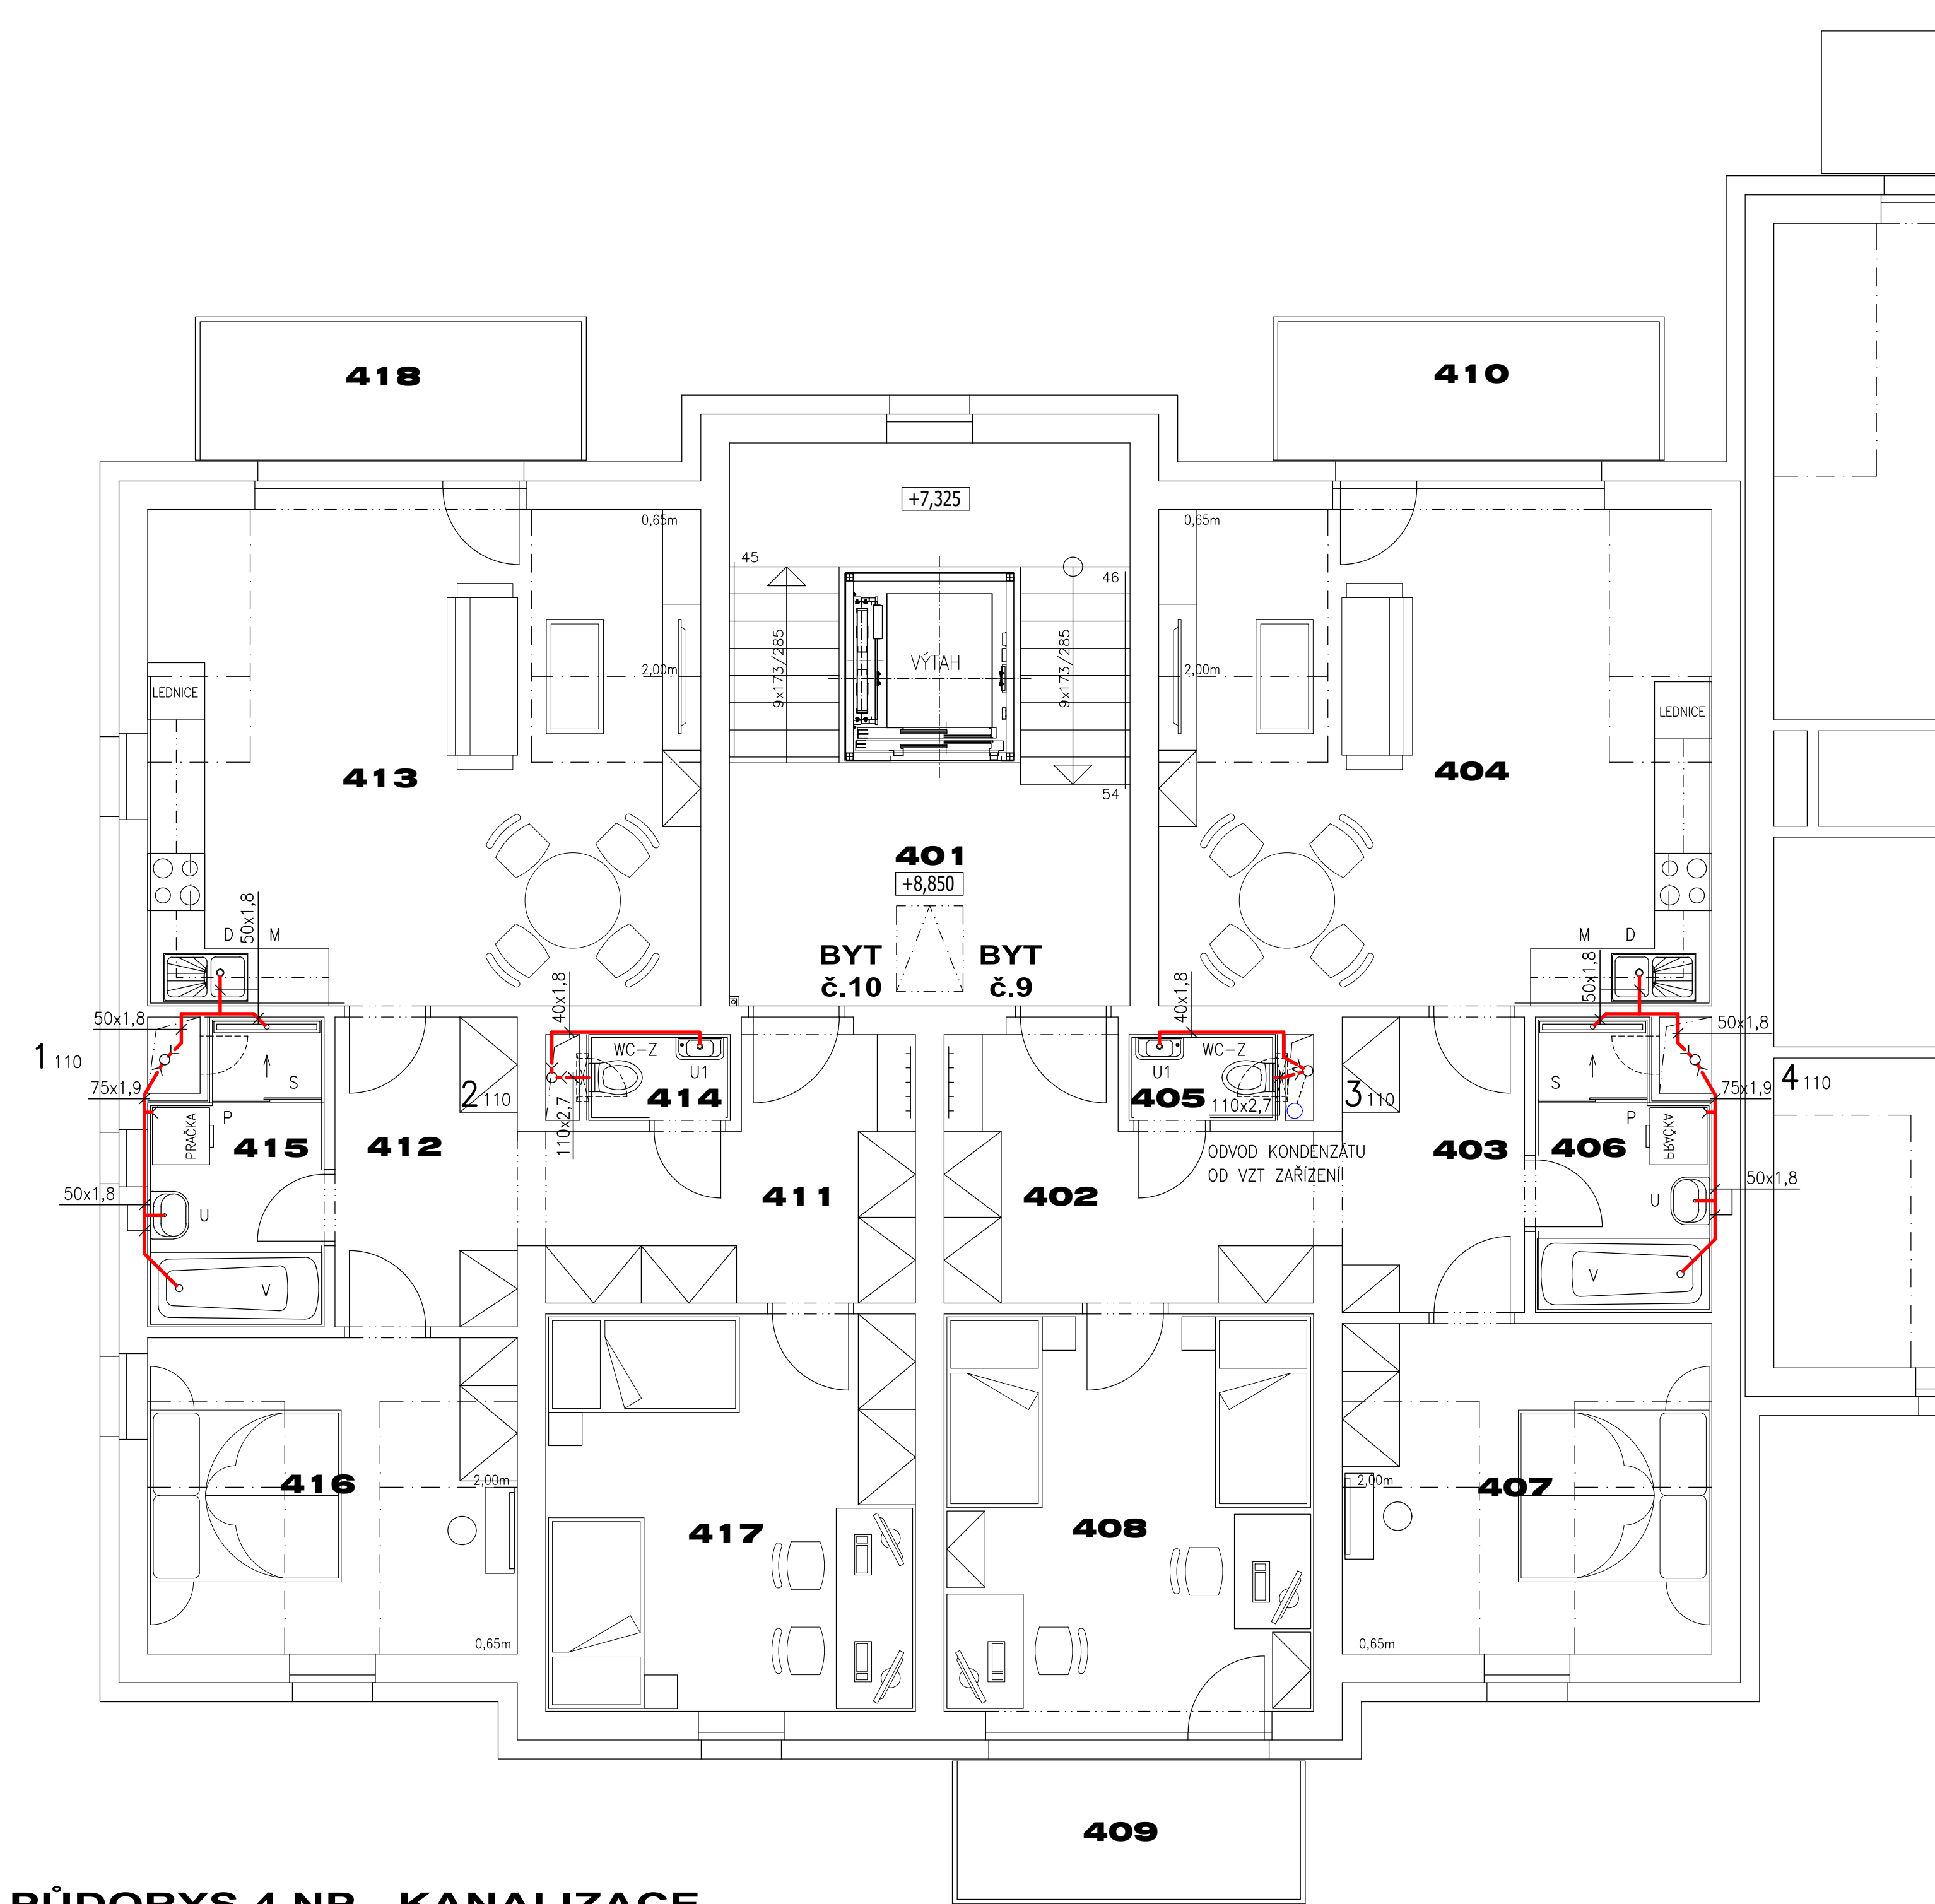 418
410
+7,325
0,65m
0,65m
45
46
9x173/285
VÝTAH
9x173/285
2,00m
2,00m
LEDNICE
LEDNICE
413
404
54
401
+8,850
50x1,8
D
M
M
D
BYT
č.10
BYT
č.9
50x1,8
40x1,8
40x1,8
50x1,8
50x1,8
1 110
WC-Z
U1
WC-Z
U1
75x1,9
S
2 110
414
405
110x2,7
3 110
S
75x1,9
4 110
P
PRAČKA
110x2,7
P
PRAČKA
415
412
ODVOD KONDENZÁTU
OD VZT ZAŘÍZENÍ
403
406
50x1,8
U
411
402
U
50x1,8
V
V
416
2,00m
2,00m
407
417
408
0,65m
0,65m
409
PŮDORYS 4.NP - KANALIZACE